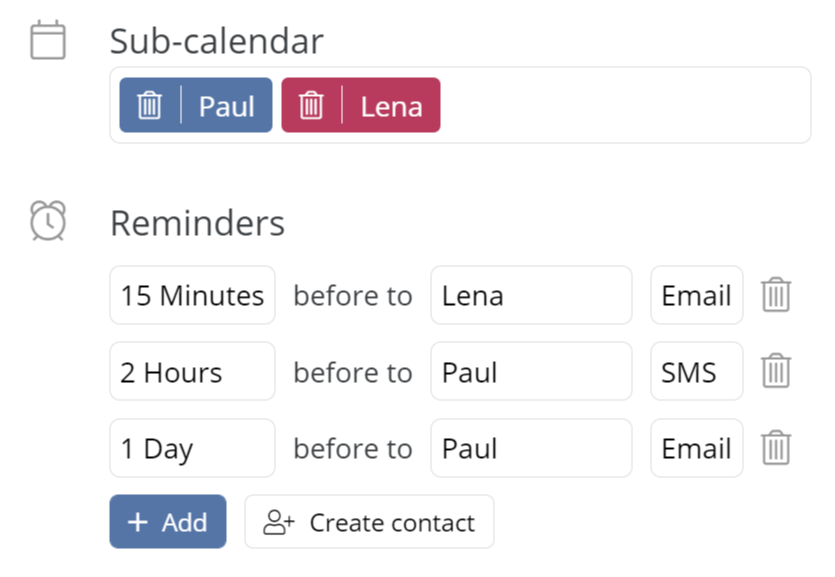 Sub-calendar
Paul Lena
Reminders
15 Minutes before to Lena Email
2 Hours before to Paul SMS
1 Day before to Paul Email
+ Add Create contact